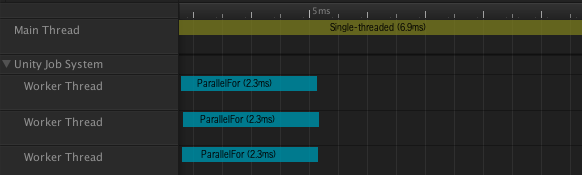 5ms
Main Thread
Single-threaded (6.9ms)
Unity Job System
Worker Thread
ParallelFor (2.3ms)
Worker Thread
ParallelFor (2.3ms)
Worker Thread
ParallelFor (2.3ms)